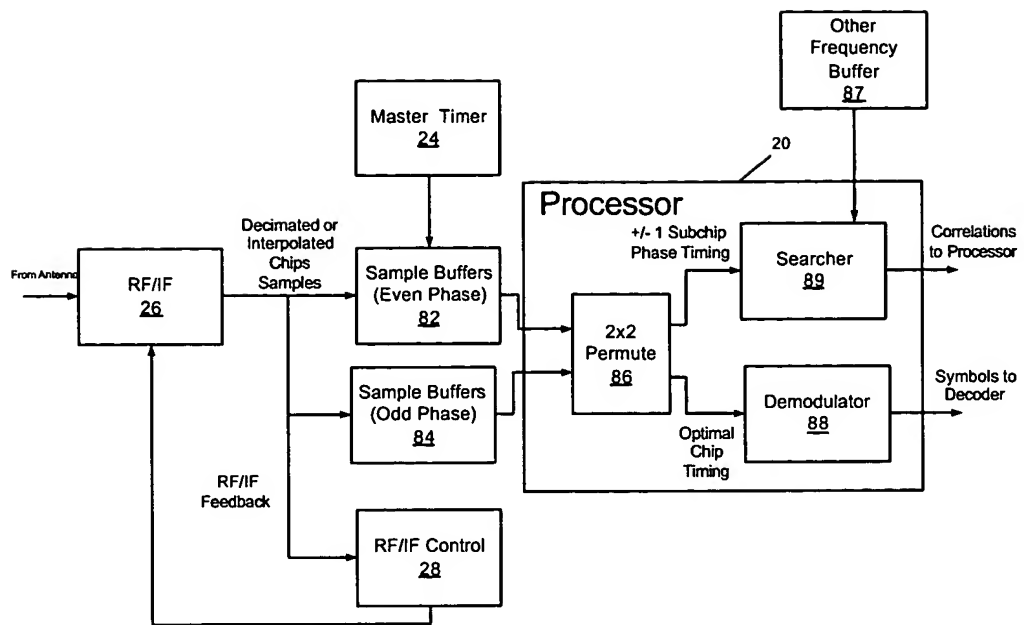 Other
Frequency
Buffer
87
Master Timer
24
20
Processor
Decimated or
Interpolated
Chips
Samples
+/- 1 Subchip
Phase Timing
Searcher
89
Correlations
to Processor
From Antenna
RF/IF
26
Sample Buffers
(Even Phase)
82
2x2
Permute
86
Sample Buffers
(Odd Phase)
84
Optimal
Chip
Timing
Demodulator
88
Symbols to
Decoder
RF/IF
Feedback
RF/IF Control
28